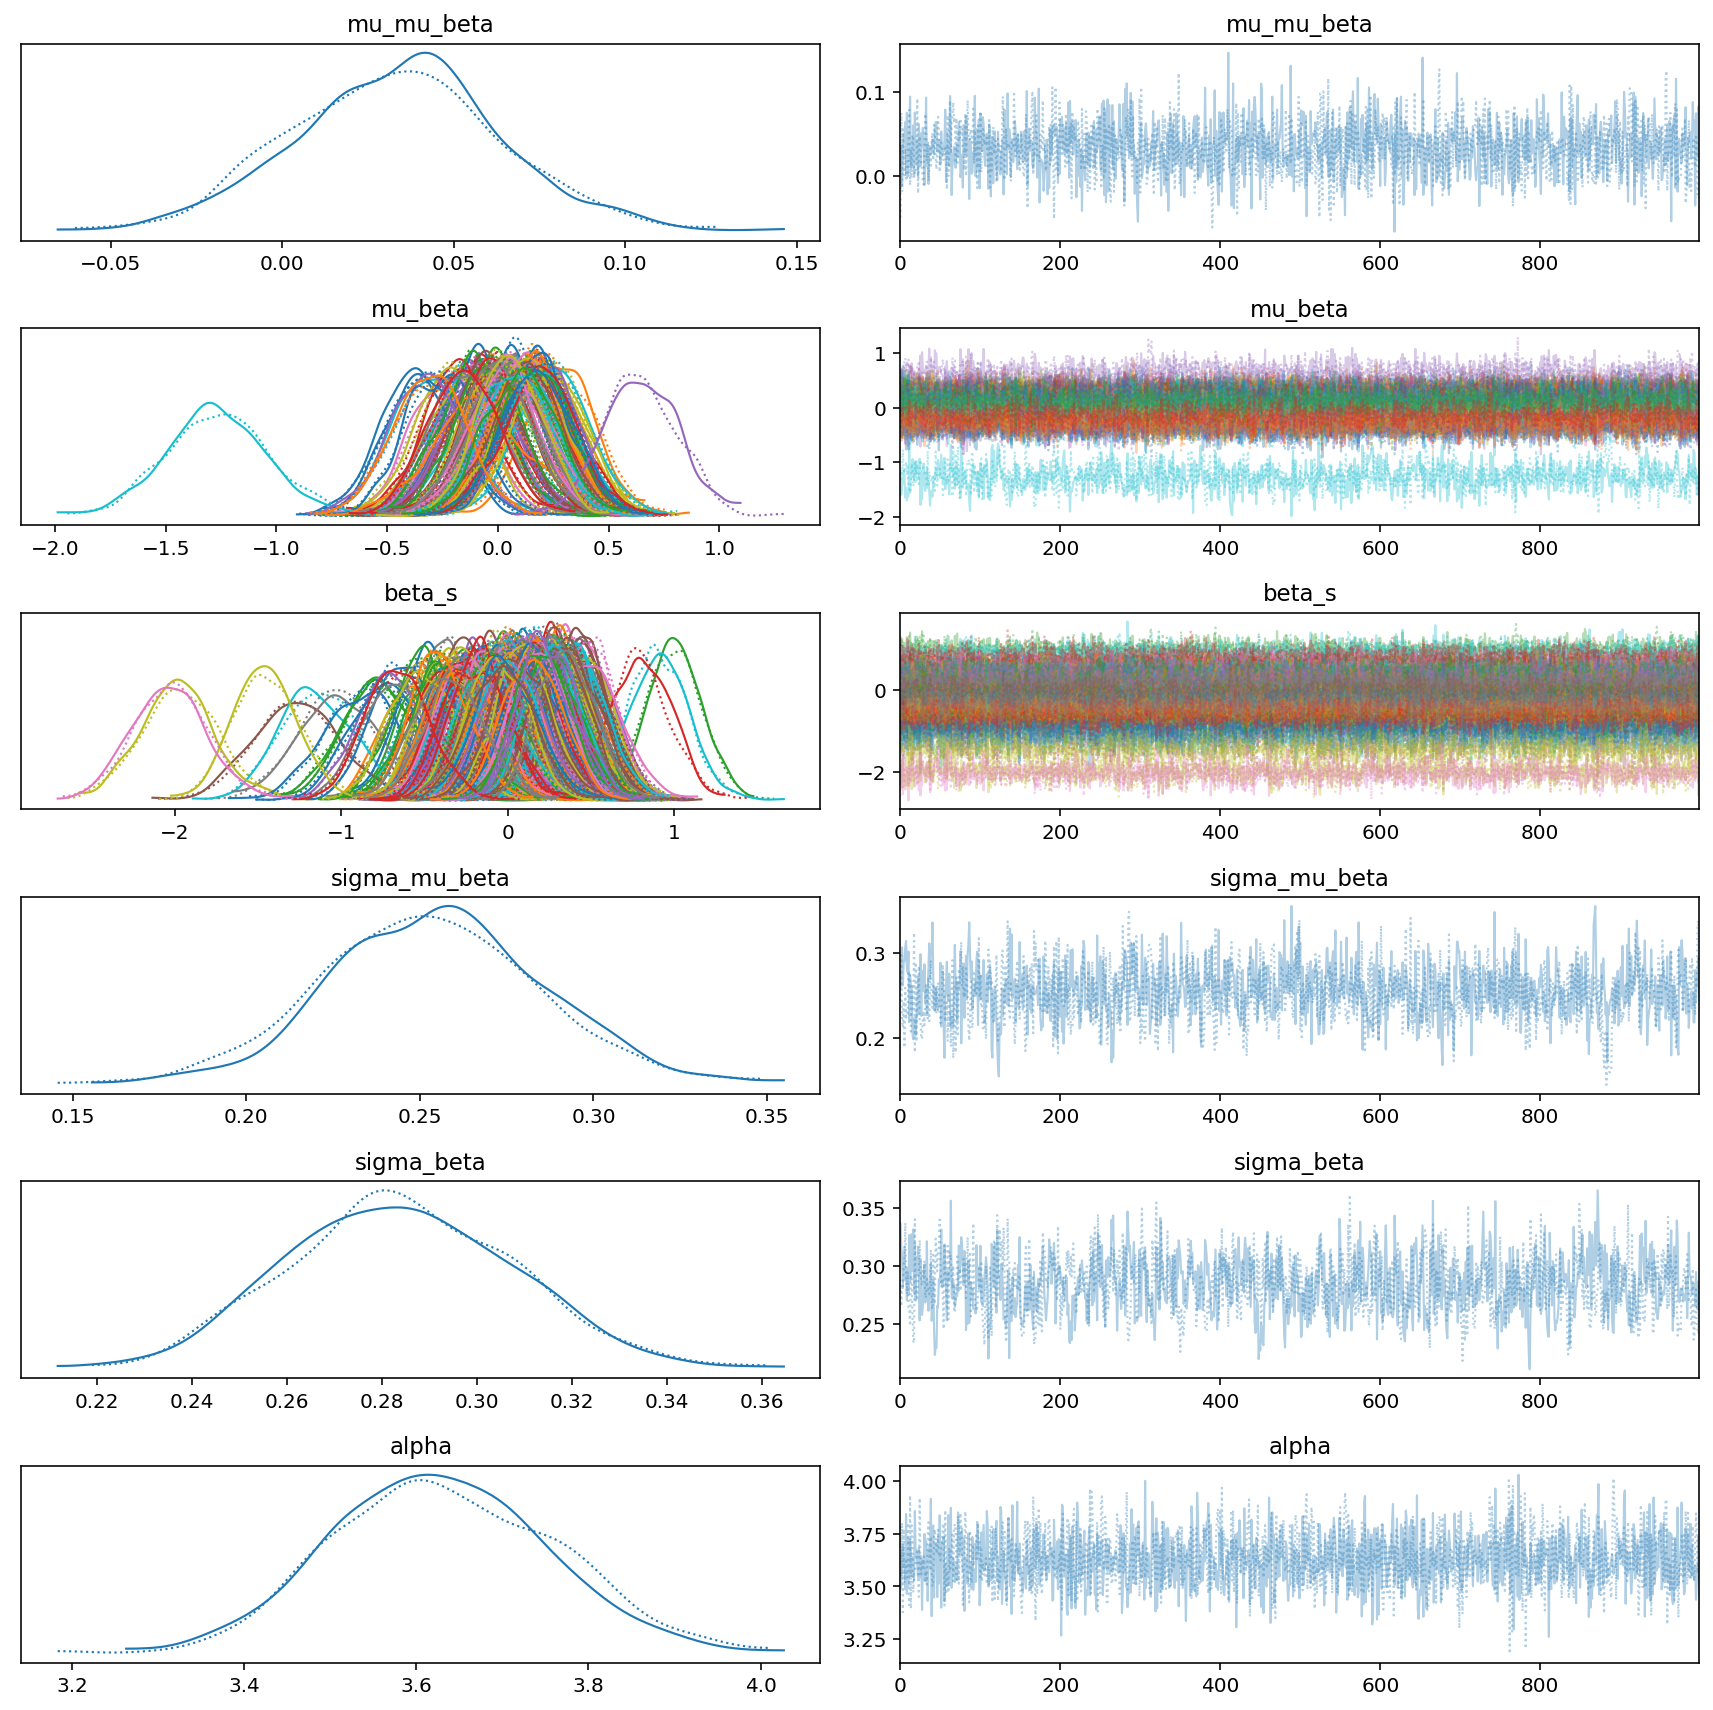 mu_mu_beta mu_mu_beta
0.1
0.0
−0.05 0.00 0.05 0.10 0.15 0 200 400 600 800
mu_beta mu_beta
1
0
−1
−2
−2.0 −1.5 −1.0 −0.5 0.0 0.5 1.0 0 200 400 600 800
beta_s beta_s
0
−2
−2 −1 0 1 0 200 400 600 800
sigma_mu_beta sigma_mu_beta
0.3
0.2
0.15 0.20 0.25 0.30 0.35 0 200 400 600 800
sigma_beta sigma_beta
0.35
0.30
0.25
0.22 0.24 0.26 0.28 0.30 0.32 0.34 0.36 0 200 400 600 800
alpha alpha
4.00
3.75
3.50
3.25
3.2 3.4 3.6 3.8 4.0 0 200 400 600 800